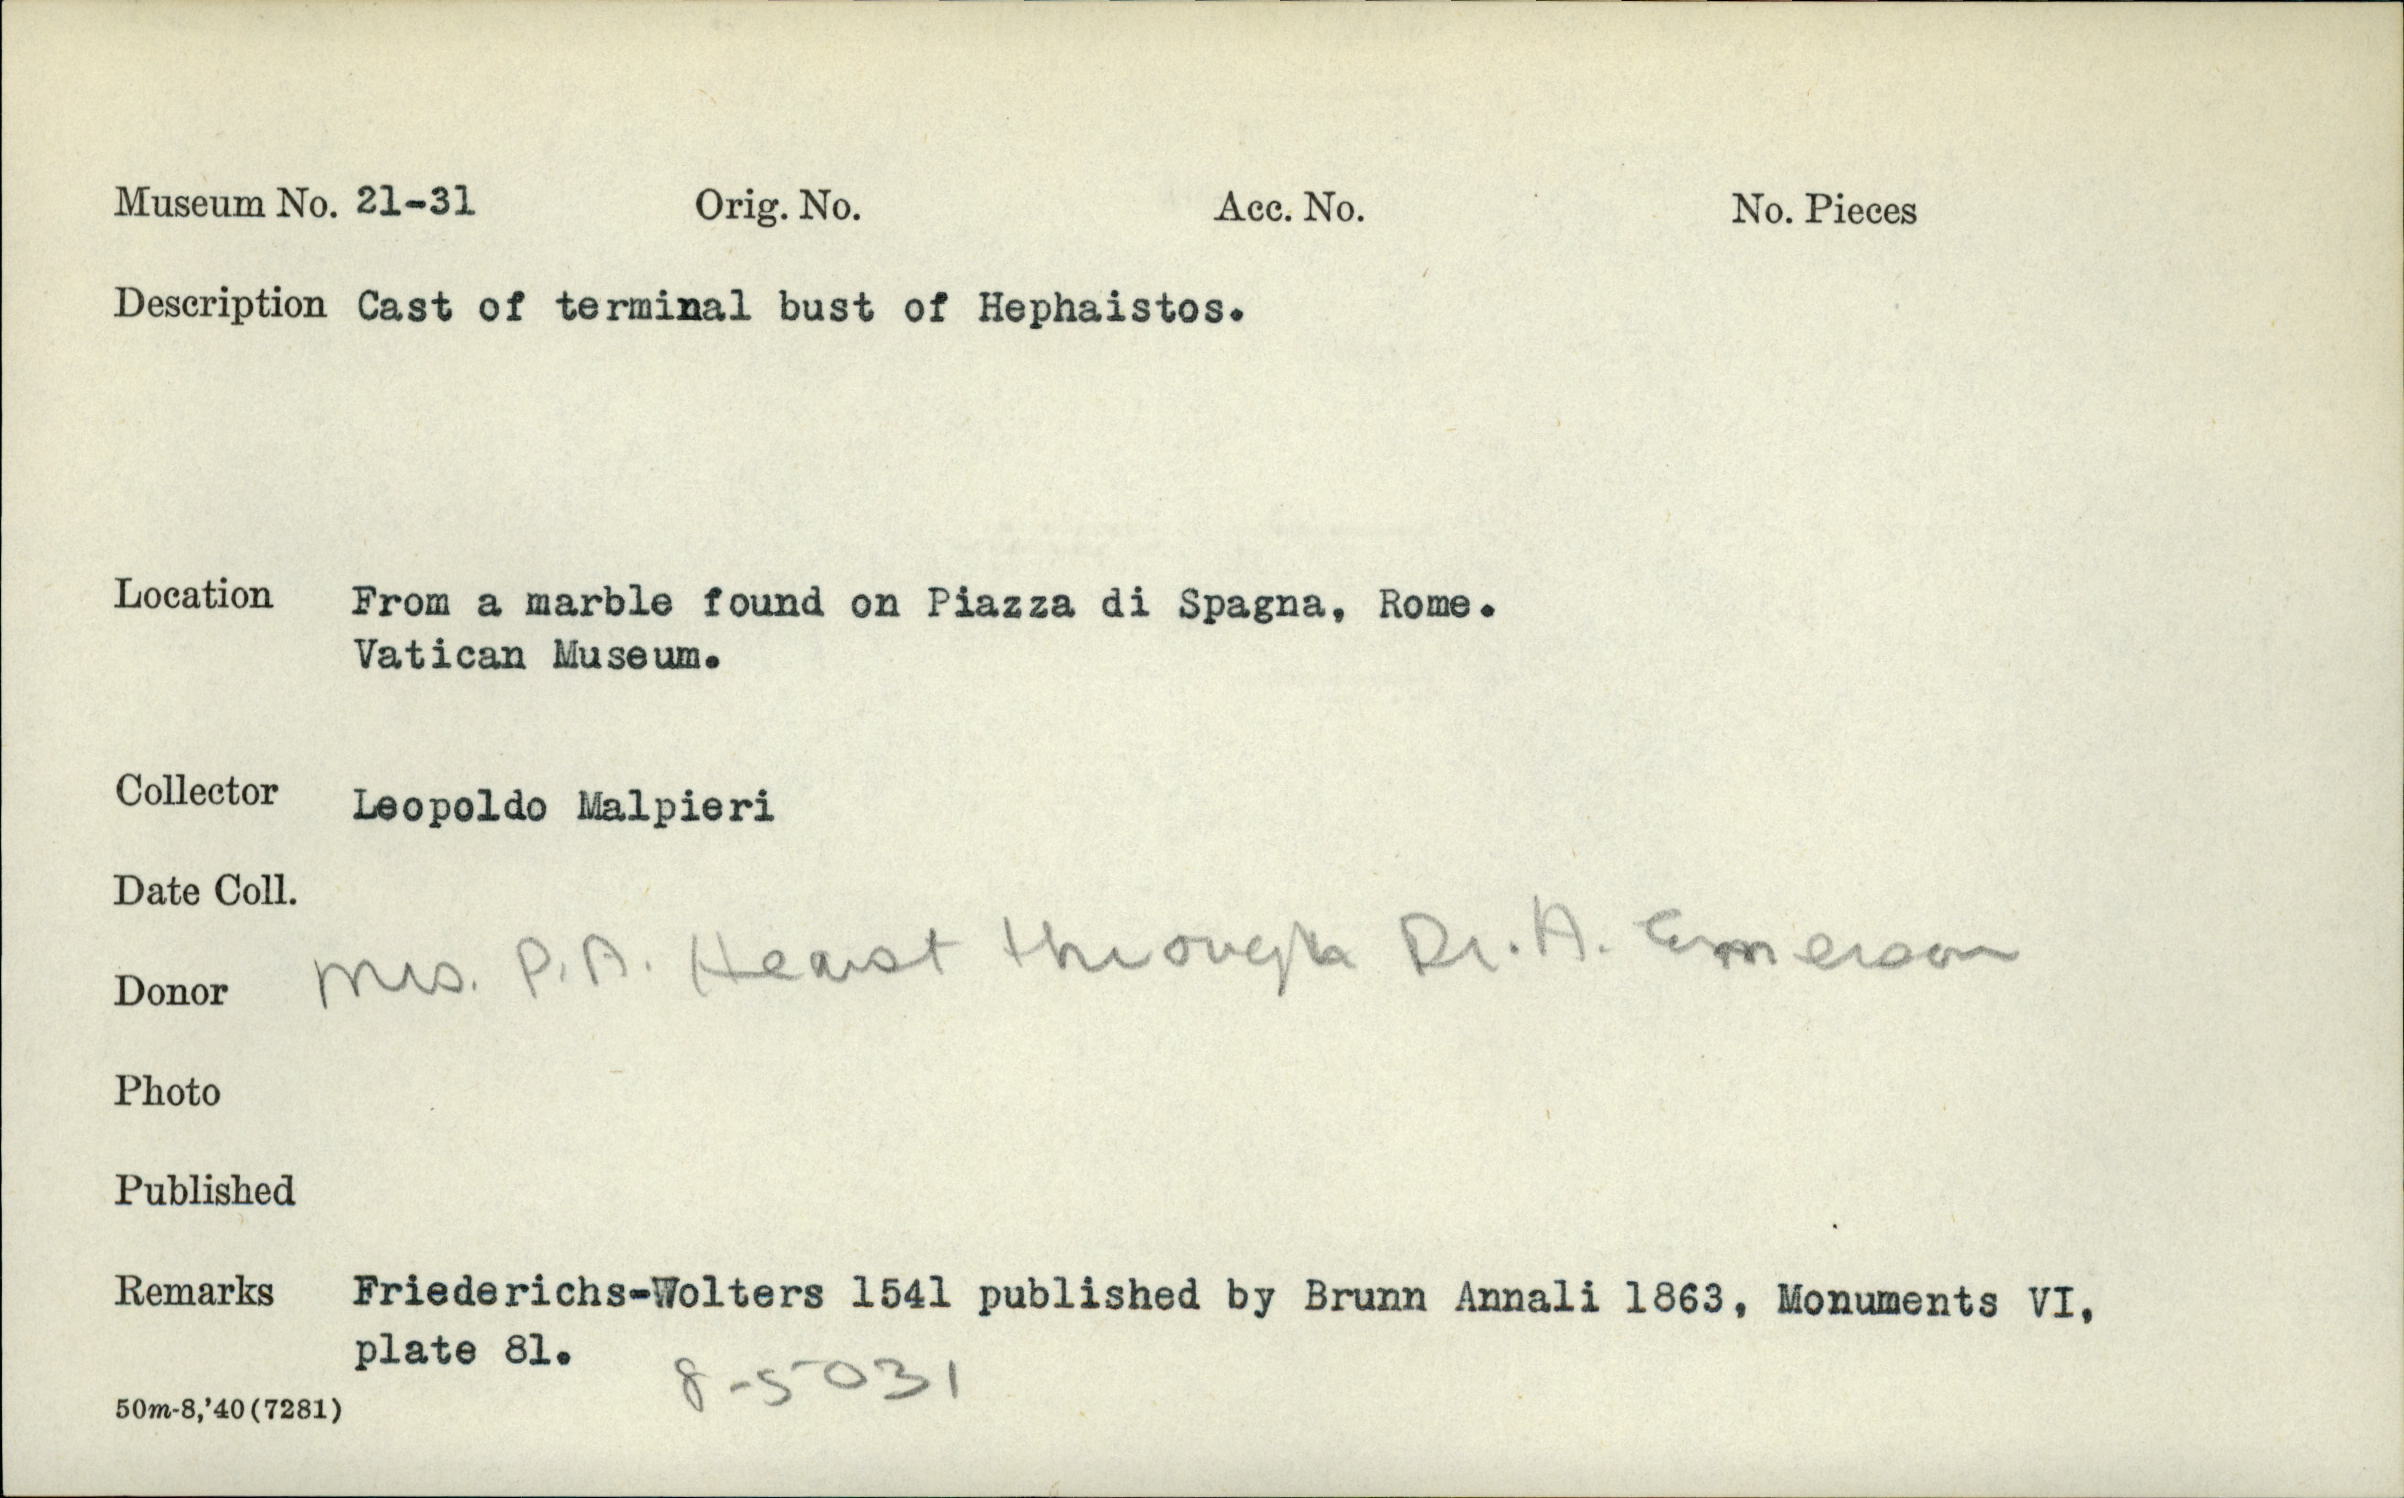 Museum No. 21-31 Orig. No. Acc. No. No. Pieces
Description Cast of terminal bust of Hephaistos.
Location From a marble found on Piazza di Spagna, Rome.
Vatican Museum.
Collector Leopoldo Malpieri
Date Coll.
Donor Mrs. P.A. Hearst through Dr. A. Emerson
Photo
Published
Remarks Friederichs-Wolters 1541 published by Brunn Annali 1863, Monuments VI,
plate 81.
8-5031
50m-8,'40(7281)